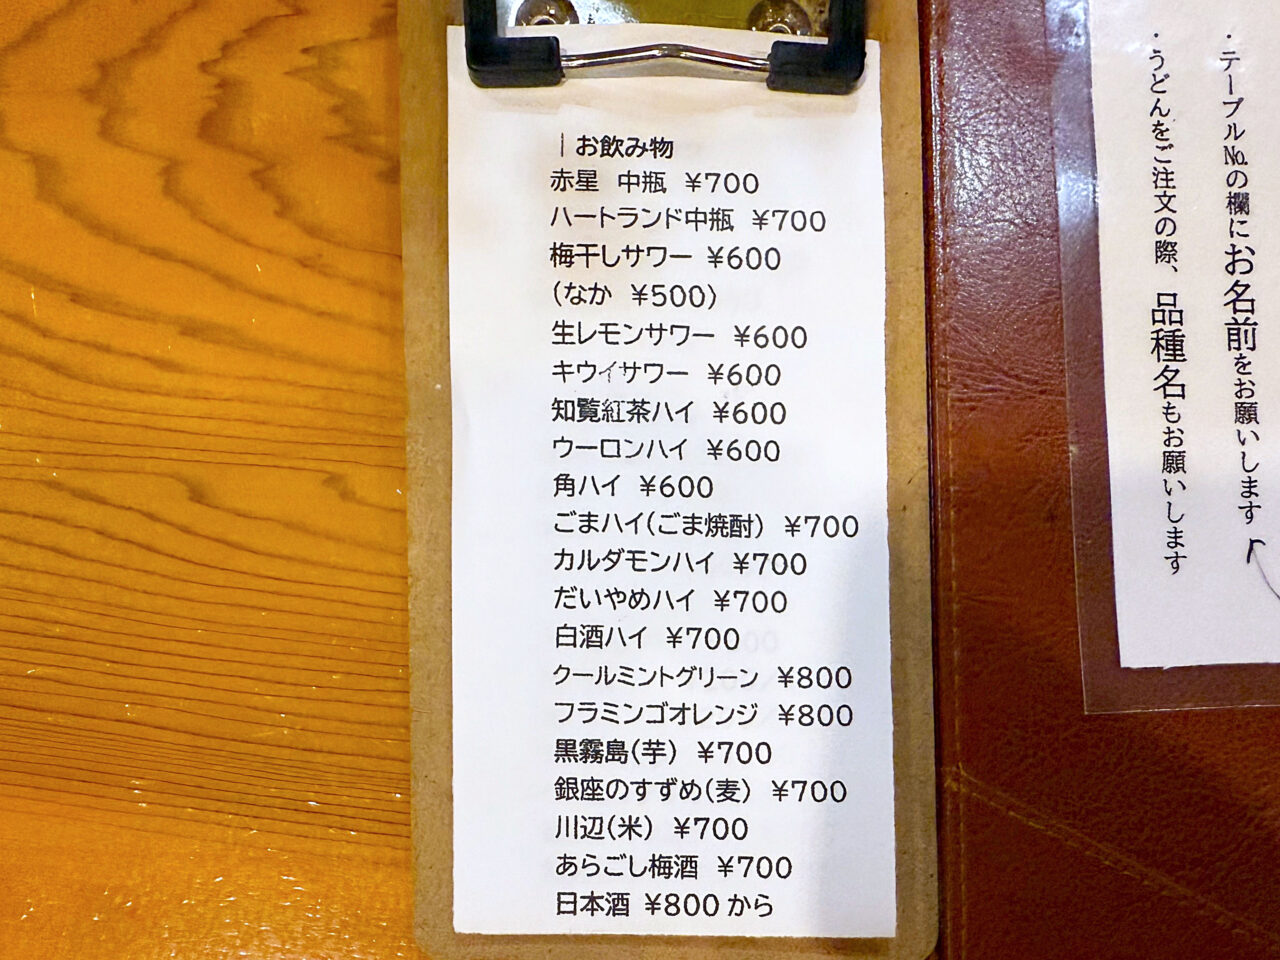 お飲み物
赤星 中瓶 ¥700
ハートランド中瓶 ¥700
梅干しサワー ¥600
(なか ¥500)
生レモンサワー ¥600
キウイサワー ¥600
知覧紅茶ハイ ¥600
ウーロンハイ ¥600
角ハイ ¥600
ごまハイ(ごま焼酎) ¥700
カルダモンハイ ¥700
だいやめハイ ¥700
白酒ハイ ¥700
クールミントグリーン ¥800
フラミンゴオレンジ ¥800
黒霧島(芋) ¥700
銀座のすずめ(麦) ¥700
川辺(米) ¥700
あらごし梅酒 ¥700
日本酒 ¥800から
・テーブル№の欄にお名前をお願いします
・うどんをご注文の際、品種名もお願いします